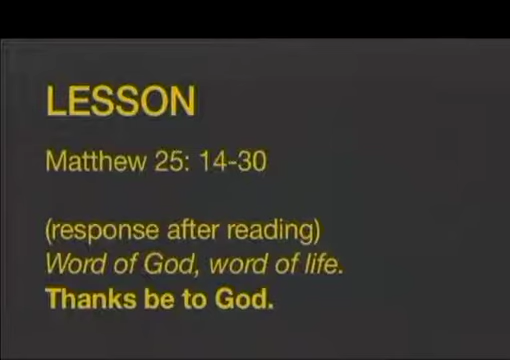 LESSON
Matthew 25: 14-30
(response after reading)
Word of God, word of life.
Thanks be to God.